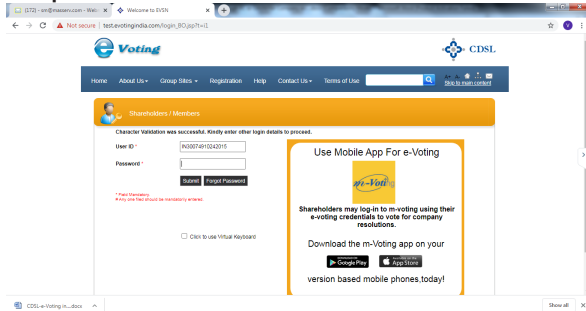 (172) - sm@masserv.com - Web
Welcome to EVSN
Not secure | test.evotingindia.com/login_BO.jsp?t=i1
e Voting
CDSL
Home About Us Group Sites Registration Help Contact Us Terms of Use
Skip to main content
Shareholders / Members
Character Validation was successful. Kindly enter other login details to proceed.
User ID * IN30074910242015
Password *
Submit Forgot Password
* Field Mandatory
# Any one field should be mandatorily entered.
Click to use Virtual Keyboard
Use Mobile App For e-Voting
m-Voting
Shareholders may log-in to m-voting using their
e-voting credentials to vote for company
resolutions.
Download the m-Voting app on your
Google Play
App Store
version based mobile phones,today!
CDSL-e-Voting in....docx
Show all